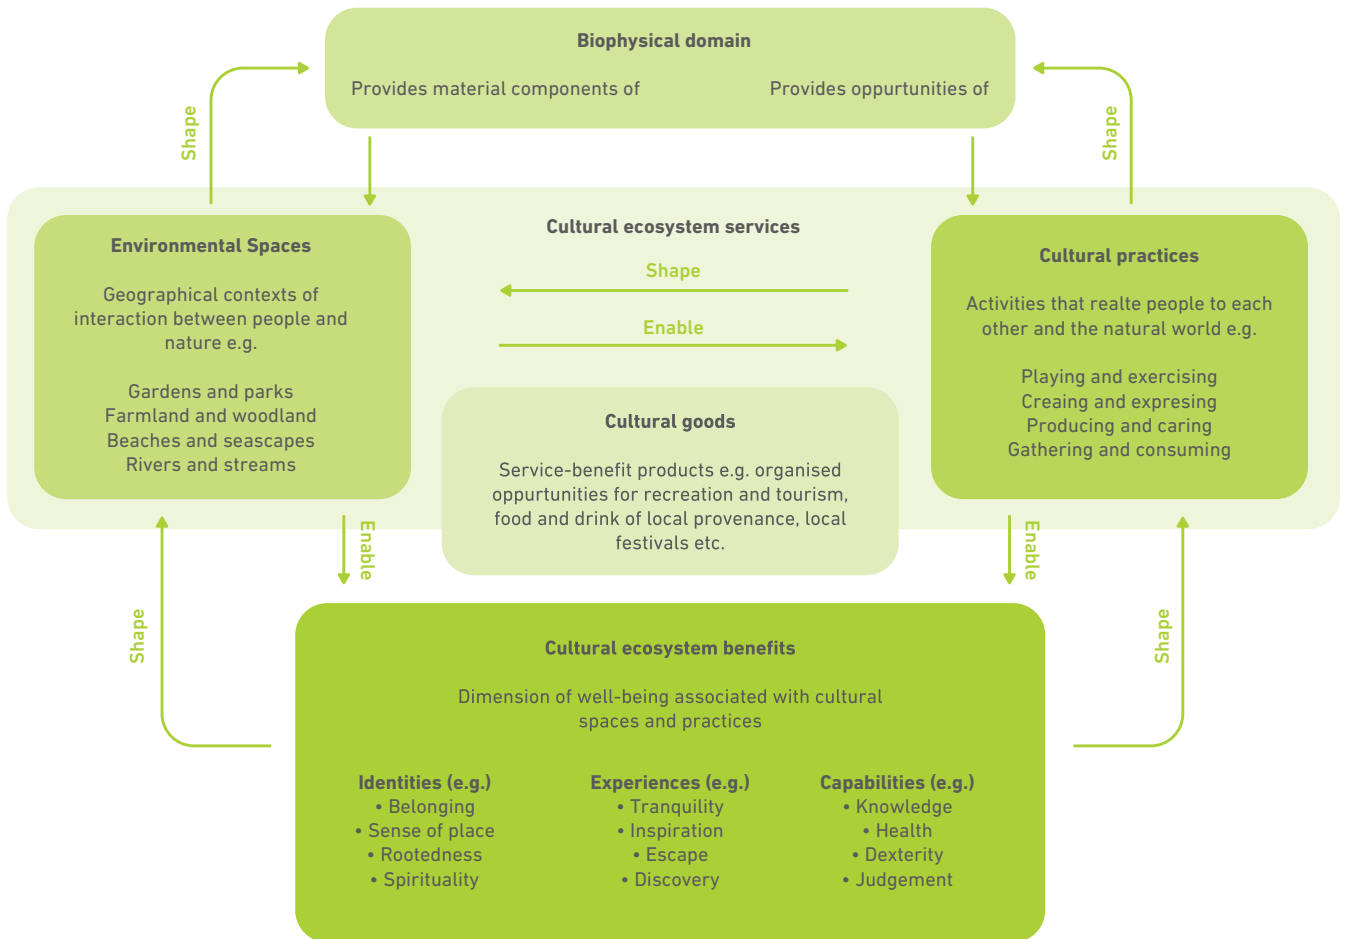 Biophysical domain
Provides material components of
Provides oppurtunities of
Shape
Shape
Cultural ecosystem services
Shape
Enable
Environmental Spaces
Geographical contexts of
interaction between people and
nature e.g.
Gardens and parks
Farmland and woodland
Beaches and seascapes
Rivers and streams
Cultural practices
Activities that realte people to each
other and the natural world e.g.
Playing and exercising
Creaing and expresing
Producing and caring
Gathering and consuming
Cultural goods
Service-benefit products e.g. organised
oppurtunities for recreation and tourism,
food and drink of local provenance, local
festivals etc.
Enable
Enable
Shape
Shape
Cultural ecosystem benefits
Dimension of well-being associated with cultural
spaces and practices
Identities (e.g.)
• Belonging
• Sense of place
• Rootedness
• Spirituality
Experiences (e.g.)
• Tranquility
• Inspiration
• Escape
• Discovery
Capabilities (e.g.)
• Knowledge
• Health
• Dexterity
• Judgement